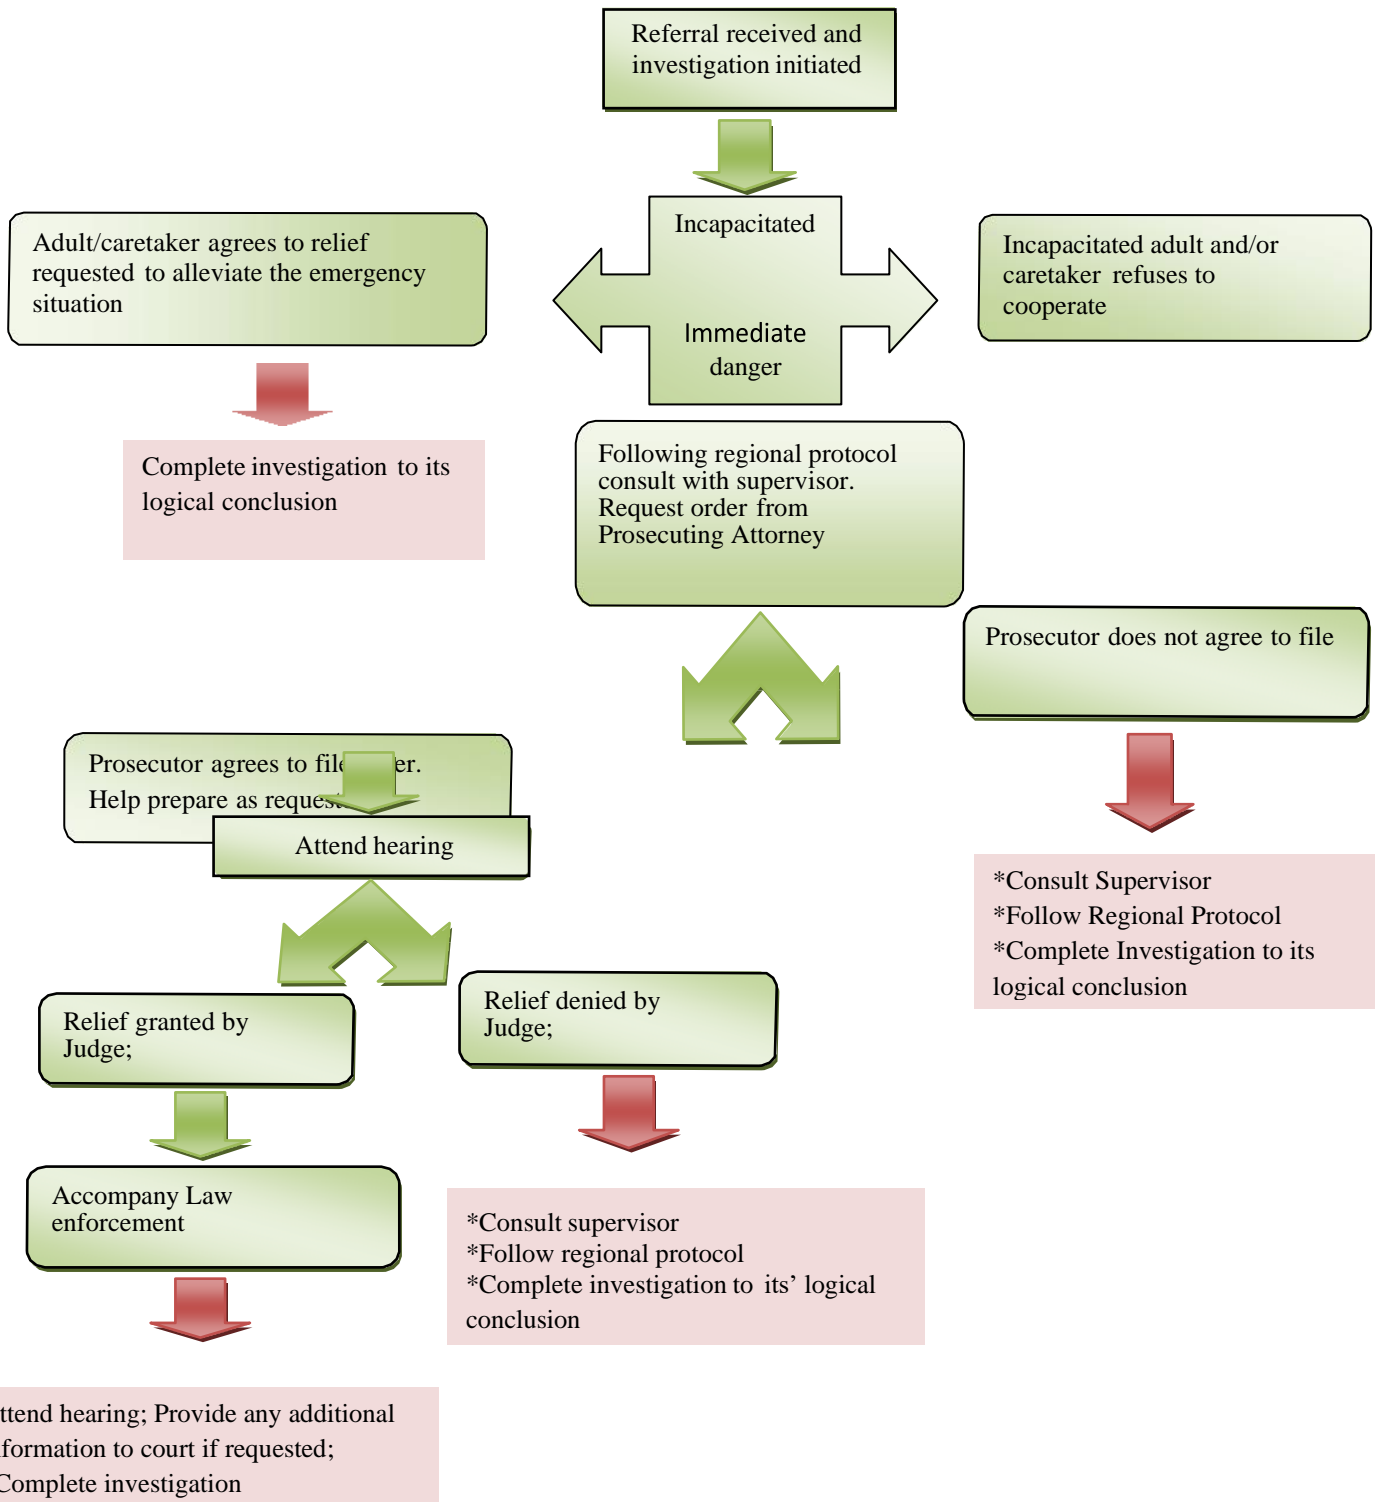 Referral received and
investigation initiated
Incapacitated
Immediate
danger
Adult/caretaker agrees to relief
requested to alleviate the emergency
situation
Incapacitated adult and/or
caretaker refuses to
cooperate
Complete investigation to its
logical conclusion
Following regional protocol
consult with supervisor.
Request order from
Prosecuting Attorney
Prosecutor does not agree to file
Prosecutor agrees to file
Help prepare as
Attend hearing
*Consult Supervisor
*Follow Regional Protocol
*Complete Investigation to its
logical conclusion
Relief granted by
Judge;
Relief denied by
Judge;
Accompany Law
enforcement
*Consult supervisor
*Follow regional protocol
*Complete investigation to its’ logical
conclusion
ttend hearing; Provide any additional
formation to court if requested;
Complete investigation